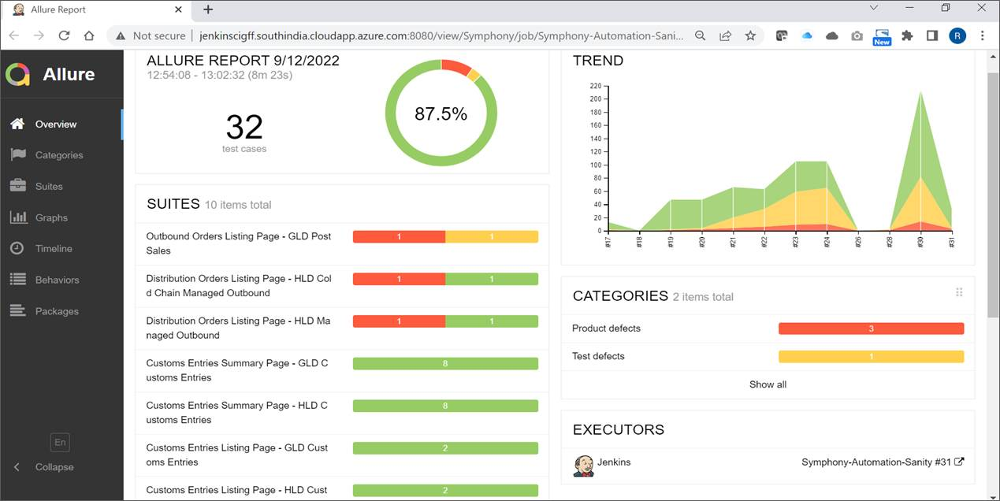 Allure Report
Not secure
jenkinscigff.southindia.cloudapp.azure.com:8080/view/Symphony/job/Symphony-Automation-Sani...
New
R
Allure
Overview
Categories
Suites
Graphs
Timeline
Behaviors
Packages
En
Collapse
ALLURE REPORT 9/12/2022
12:54:08 - 13:02:32 (8m 23s)
32
test cases
87.5%
SUITES 10 items total
Outbound Orders Listing Page - GLD Post
Sales
1 1
Distribution Orders Listing Page - HLD Col
d Chain Managed Outbound
1 1
Distribution Orders Listing Page - HLD Ma
naged Outbound
1 1
Customs Entries Summary Page - GLD C
ustoms Entries
8
Customs Entries Summary Page - HLD C
ustoms Entries
8
Customs Entries Listing Page - GLD Cust
oms Entries
2
Customs Entries Listing Page - HLD Cust
2
TREND
220
200
180
160
140
120
100
80
60
40
20
0
#17 #18 #19 #20 #21 #22 #23 #24 #26 #28 #30 #31
CATEGORIES 2 items total
Product defects 3
Test defects 1
Show all
EXECUTORS
Jenkins
Symphony-Automation-Sanity #31